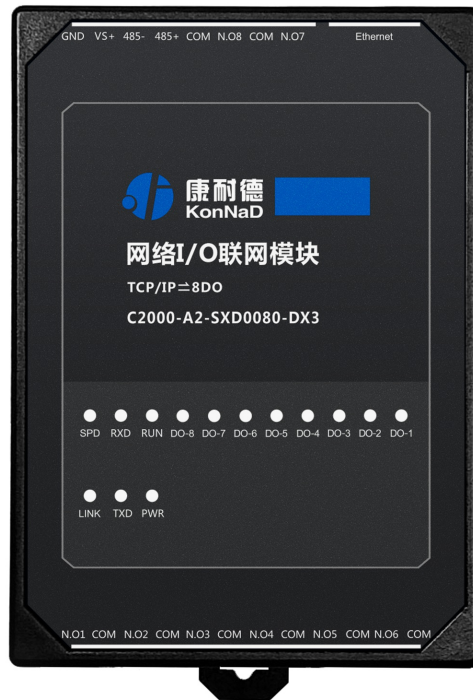 GND VS+ 485- 485+ COM N.O8 COM N.O7 Ethernet
康耐德
KonNaD
网络I/O联网模块
TCP/IP⇌8DO
C2000-A2-SXD0080-DX3
SPD RXD RUN DO-8 DO-7 DO-6 DO-5 DO-4 DO-3 DO-2 DO-1
LINK TXD PWR
N.O1 COM N.O2 COM N.O3 COM N.O4 COM N.O5 COM N.O6 COM